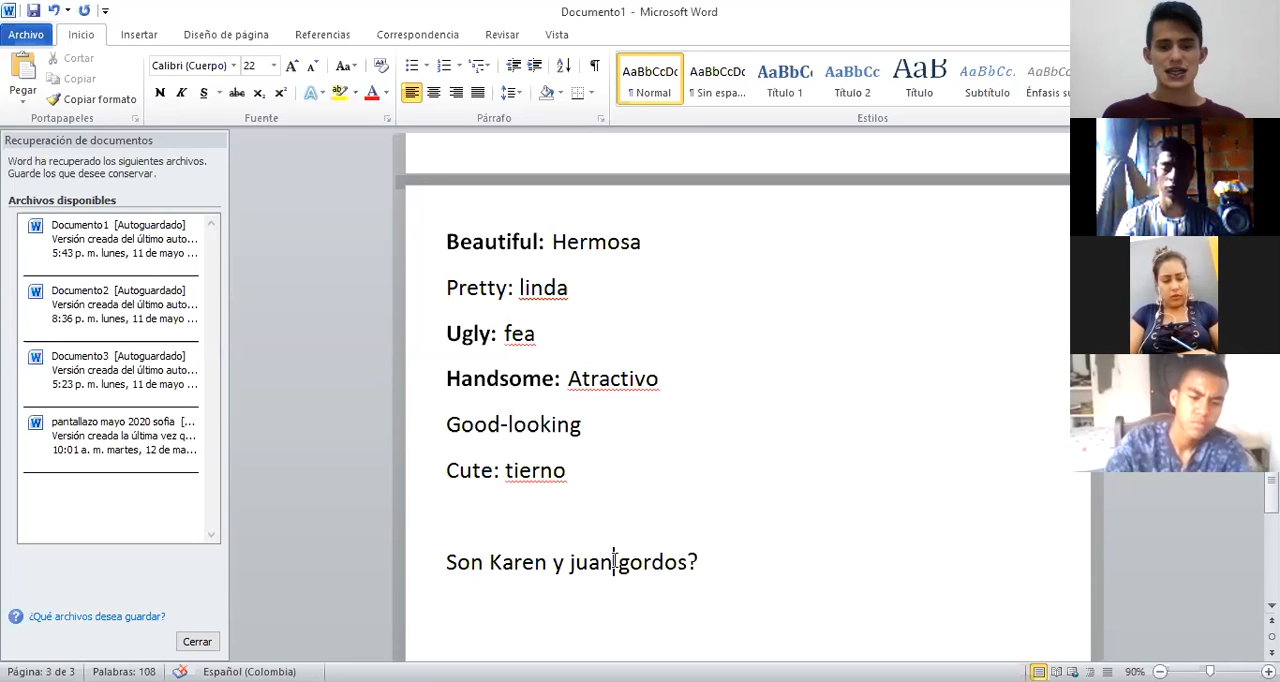 Documento1 - Microsoft Word
Archivo Inicio Insertar Diseño de página Referencias Correspondencia Revisar Vista
Pegar
Cortar
Copiar
Copiar formato
Portapapeles
Calibri (Cuerpo) 22
Fuente
Párrafo
AaBbCcDc AaBbCcDc AaBbC AaBbCc AaB AaBbCc. AaBbCcD
¶ Normal ¶ Sin espa... Título 1 Título 2 Título Subtítulo Énfasis su
Estilos
Recuperación de documentos
Word ha recuperado los siguientes archivos.
Guarde los que desee conservar.
Archivos disponibles
Documento1 [Autoguardado]
Versión creada del último auto...
5:43 p. m. lunes, 11 de mayo ...
Documento2 [Autoguardado]
Versión creada del último auto...
8:36 p. m. lunes, 11 de mayo ...
Documento3 [Autoguardado]
Versión creada del último auto...
5:23 p. m. lunes, 11 de mayo ...
pantallazo mayo 2020 sofia [...
Versión creada la última vez q...
10:01 a. m. martes, 12 de ma...
¿Qué archivos desea guardar?
Cerrar
Beautiful: Hermosa
Pretty: linda
Ugly: fea
Handsome: Atractivo
Good-looking
Cute: tierno
Son Karen y juan gordos?
Página: 3 de 3 Palabras: 108 Español (Colombia) 90%